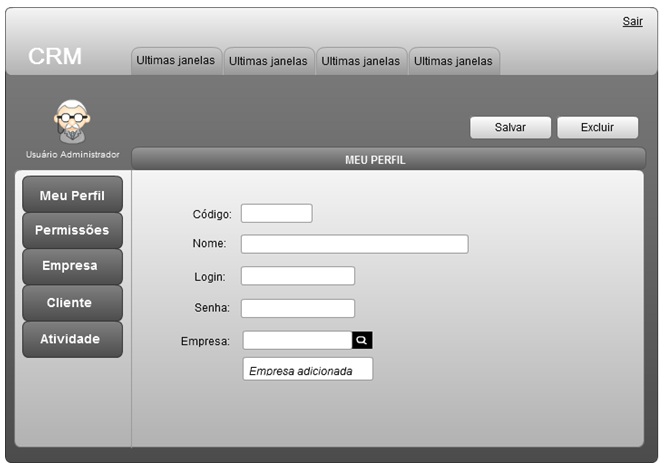 Sair
CRM
Ultimas janelas
Ultimas janelas
Ultimas janelas
Ultimas janelas
Usuário Administrador
Salvar
Excluir
MEU PERFIL
Meu Perfil
Permissões
Empresa
Cliente
Atividade
Código:
Nome:
Login:
Senha:
Empresa:
Empresa adicionada